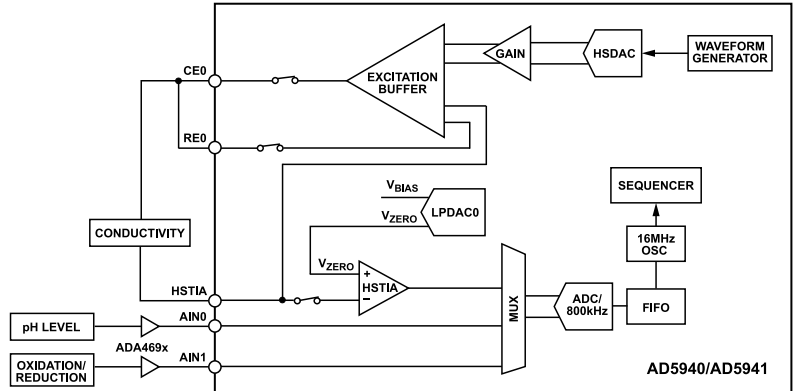 CE0
EXCITATION
BUFFER
GAIN
HSDAC
WAVEFORM
GENERATOR
RE0
VBIAS
VZERO
LPDAC0
SEQUENCER
CONDUCTIVITY
16MHz
OSC
VZERO
+
HSTIA
−
HSTIA
MUX
ADC/
800kHz
FIFO
pH LEVEL
AIN0
ADA469x
OXIDATION/
REDUCTION
AIN1
AD5940/AD5941